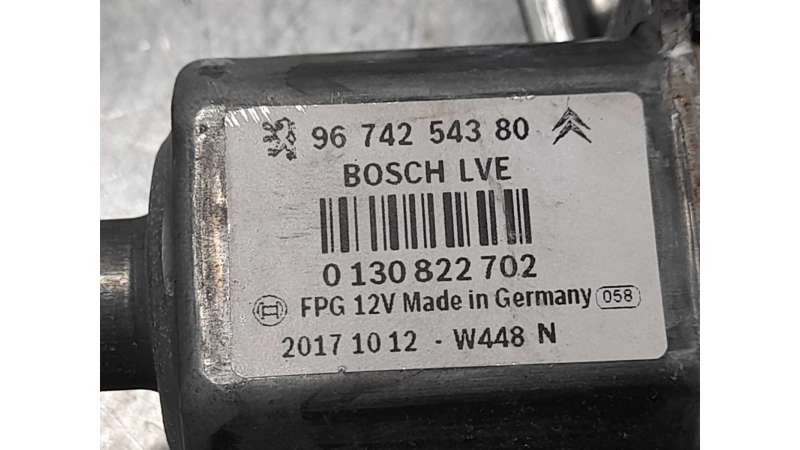 96 742 543 80
BOSCH LVE
0 130 822 702
FPG 12V Made in Germany 058
2017 10 12 - W448 N